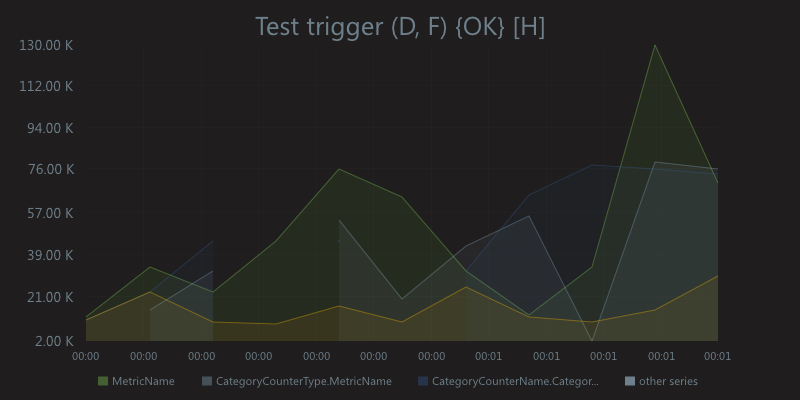 Test trigger (D, F) {OK} [H]
130.00 K
112.00 K
94.00 K
76.00 K
57.00 K
39.00 K
21.00 K
2.00 K
00:00 00:00 00:00 00:00 00:00 00:00 00:00 00:01 00:01 00:01 00:01 00:01
MetricName CategoryCounterType.MetricName CategoryCounterName.Categor... other series